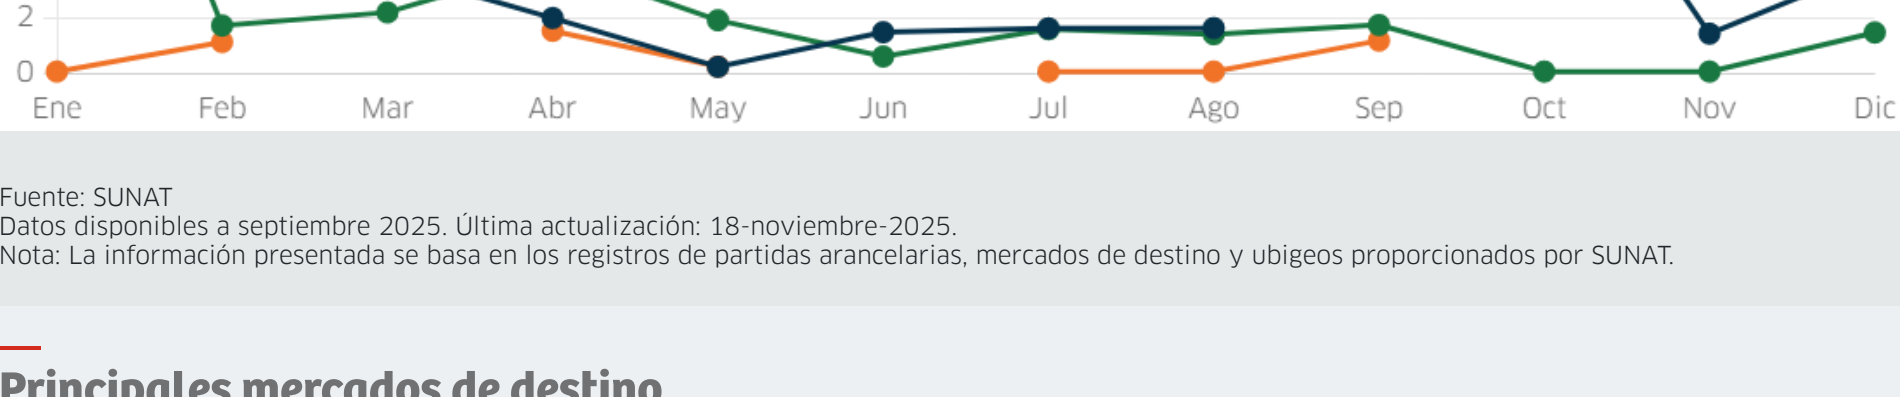 2
0
Ene Feb Mar Abr May Jun Jul Ago Sep Oct Nov Dic
Fuente: SUNAT
Datos disponibles a septiembre 2025. Última actualización: 18-noviembre-2025.
Nota: La información presentada se basa en los registros de partidas arancelarias, mercados de destino y ubigeos proporcionados por SUNAT.
Principales mercados de destino